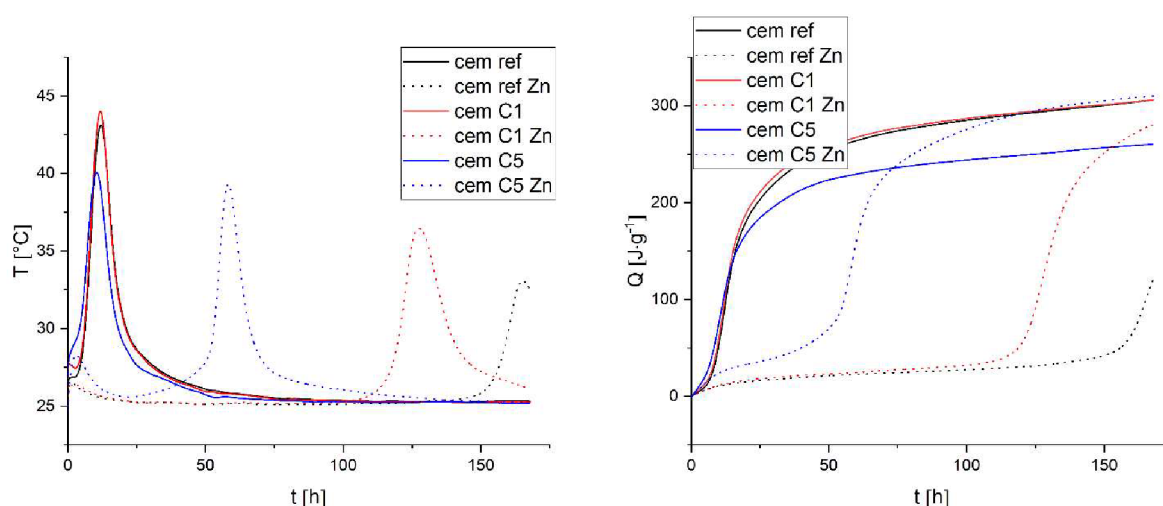 cem ref
cem ref Zn
cem C1
cem C1 Zn
cem C5
cem C5 Zn
45
40
35
30
25
T [°C]
0
50
100
150
t [h]
cem ref
cem ref Zn
cem C1
cem C1 Zn
cem C5
cem C5 Zn
300
200
100
0
Q [J·g⁻¹]
0
50
100
150
t [h]